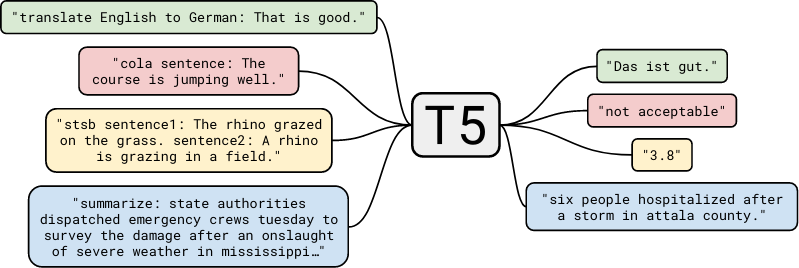 "translate English to German: That is good."
"cola sentence: The
course is jumping well."
"stsb sentence1: The rhino grazed
on the grass. sentence2: A rhino
is grazing in a field."
"summarize: state authorities
dispatched emergency crews tuesday to
survey the damage after an onslaught
of severe weather in mississippi…"
T5
"Das ist gut."
"not acceptable"
"3.8"
"six people hospitalized after
a storm in attala county."